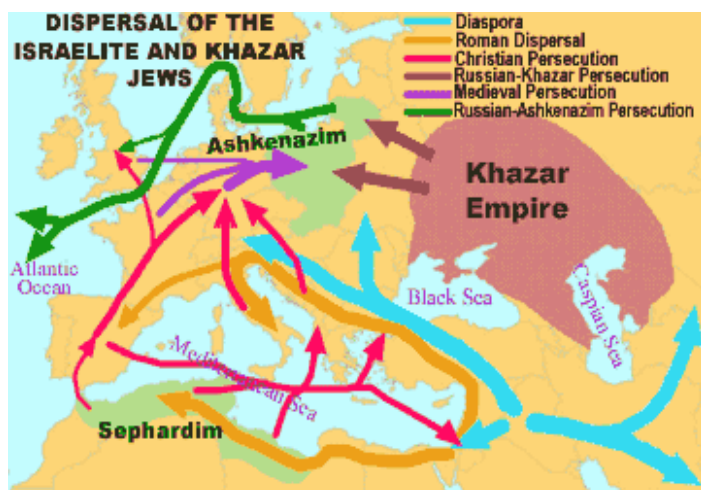 DISPERSAL OF THE
ISRAELITE AND KHAZAR
JEWS
Diaspora
Roman Dispersal
Christian Persecution
Russian-Khazar Persecution
Medieval Persecution
Russian-Ashkenazim Persecution
Ashkenazim
Khazar
Empire
Atlantic
Ocean
Black Sea
Caspian Sea
Mediterranean Sea
Sephardim